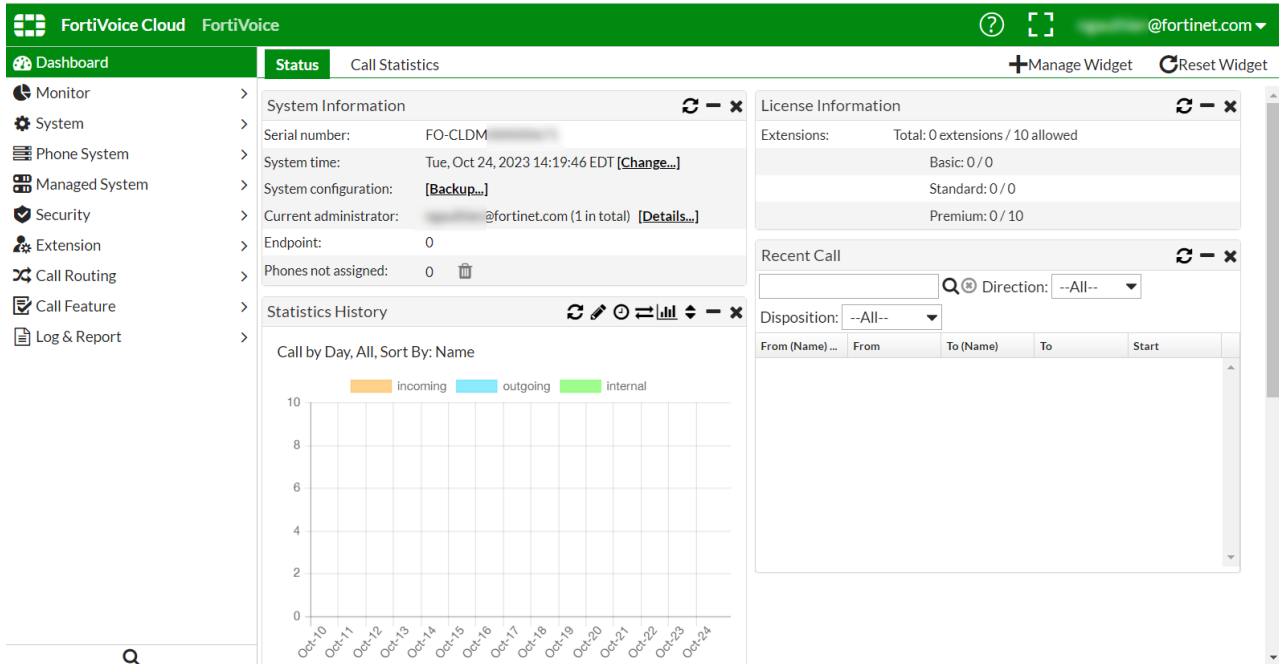 FortiVoice Cloud FortiVoice
@fortinet.com
Dashboard
Monitor
System
Phone System
Managed System
Security
Extension
Call Routing
Call Feature
Log & Report
Status Call Statistics
Manage Widget Reset Widget
System Information
Serial number: FO-CLDM
System time: Tue, Oct 24, 2023 14:19:46 EDT [Change...]
System configuration: [Backup...]
Current administrator: @fortinet.com (1 in total) [Details...]
Endpoint: 0
Phones not assigned: 0
Statistics History
Call by Day, All, Sort By: Name
incoming outgoing internal
10
8
6
4
2
0
Oct-10 Oct-11 Oct-12 Oct-13 Oct-14 Oct-15 Oct-16 Oct-17 Oct-18 Oct-19 Oct-20 Oct-21 Oct-22 Oct-23 Oct-24
License Information
Extensions: Total: 0 extensions / 10 allowed
Basic: 0 / 0
Standard: 0 / 0
Premium: 0 / 10
Recent Call
Direction: --All--
Disposition: --All--
From (Name) ... From To (Name) To Start